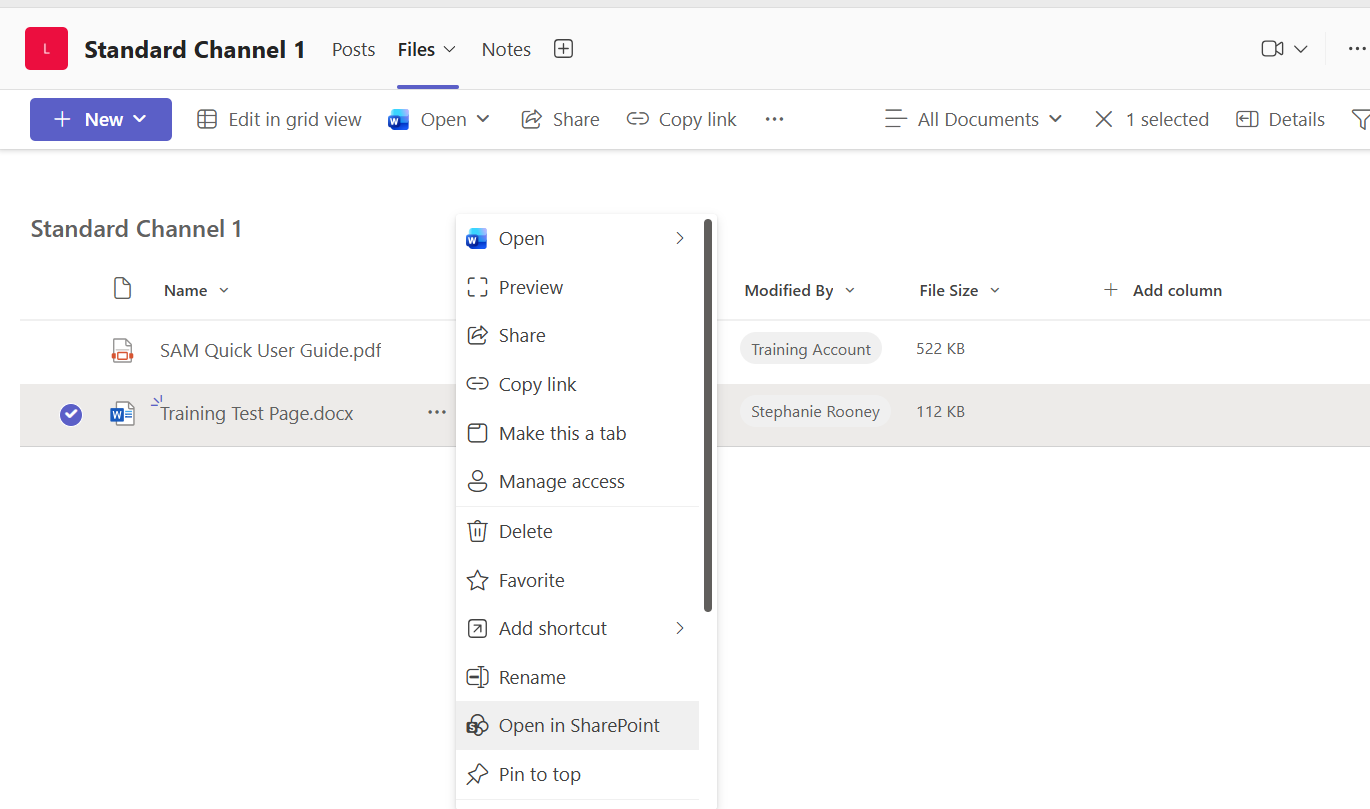 L Standard Channel 1 Posts Files Notes
New Edit in grid view Open Share Copy link All Documents 1 selected Details
Standard Channel 1
Name Modified By File Size Add column
SAM Quick User Guide.pdf Training Account 522 KB
Training Test Page.docx Stephanie Rooney 112 KB
Open
Preview
Share
Copy link
Make this a tab
Manage access
Delete
Favorite
Add shortcut
Rename
Open in SharePoint
Pin to top